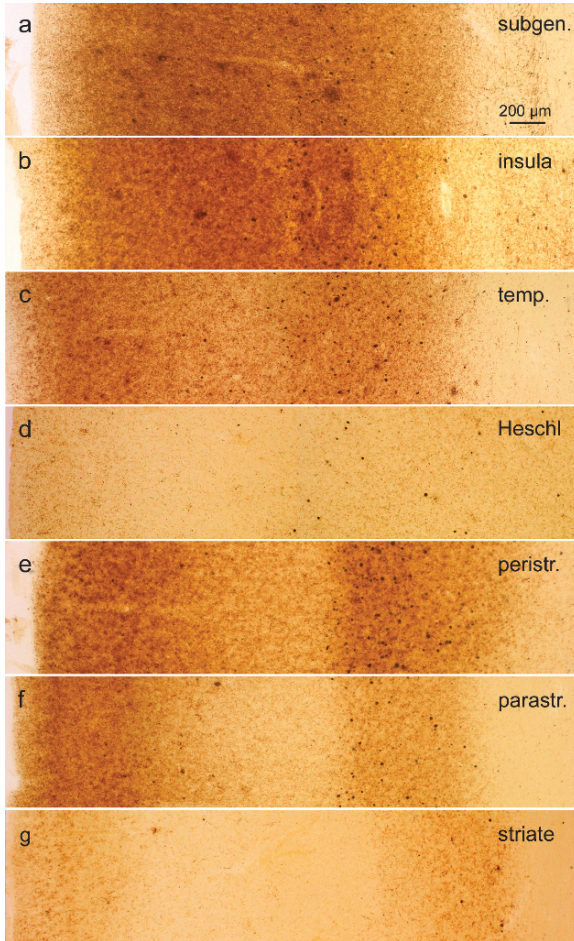 a subgen.
200 µm
b insula
c temp.
d Heschl
e peristr.
f parastr.
g striate